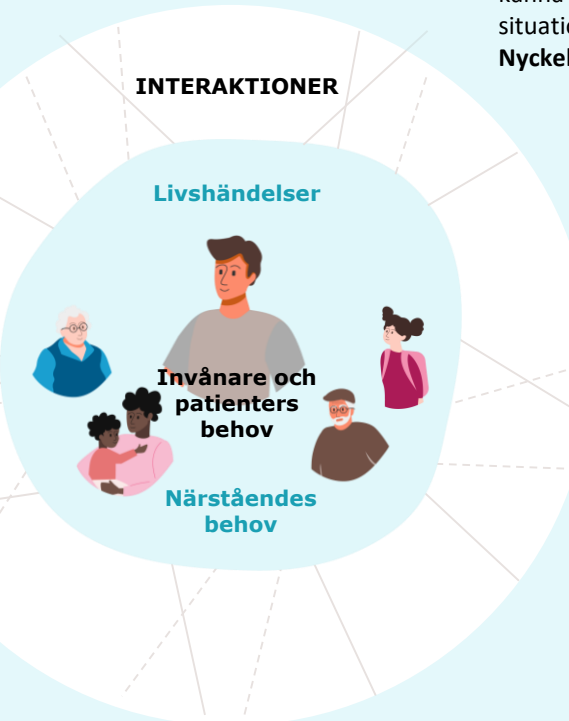 situatio
Nyckel
INTERAKTIONER
Livshändelser
Invånare och
patienters
behov
Närståendes
behov